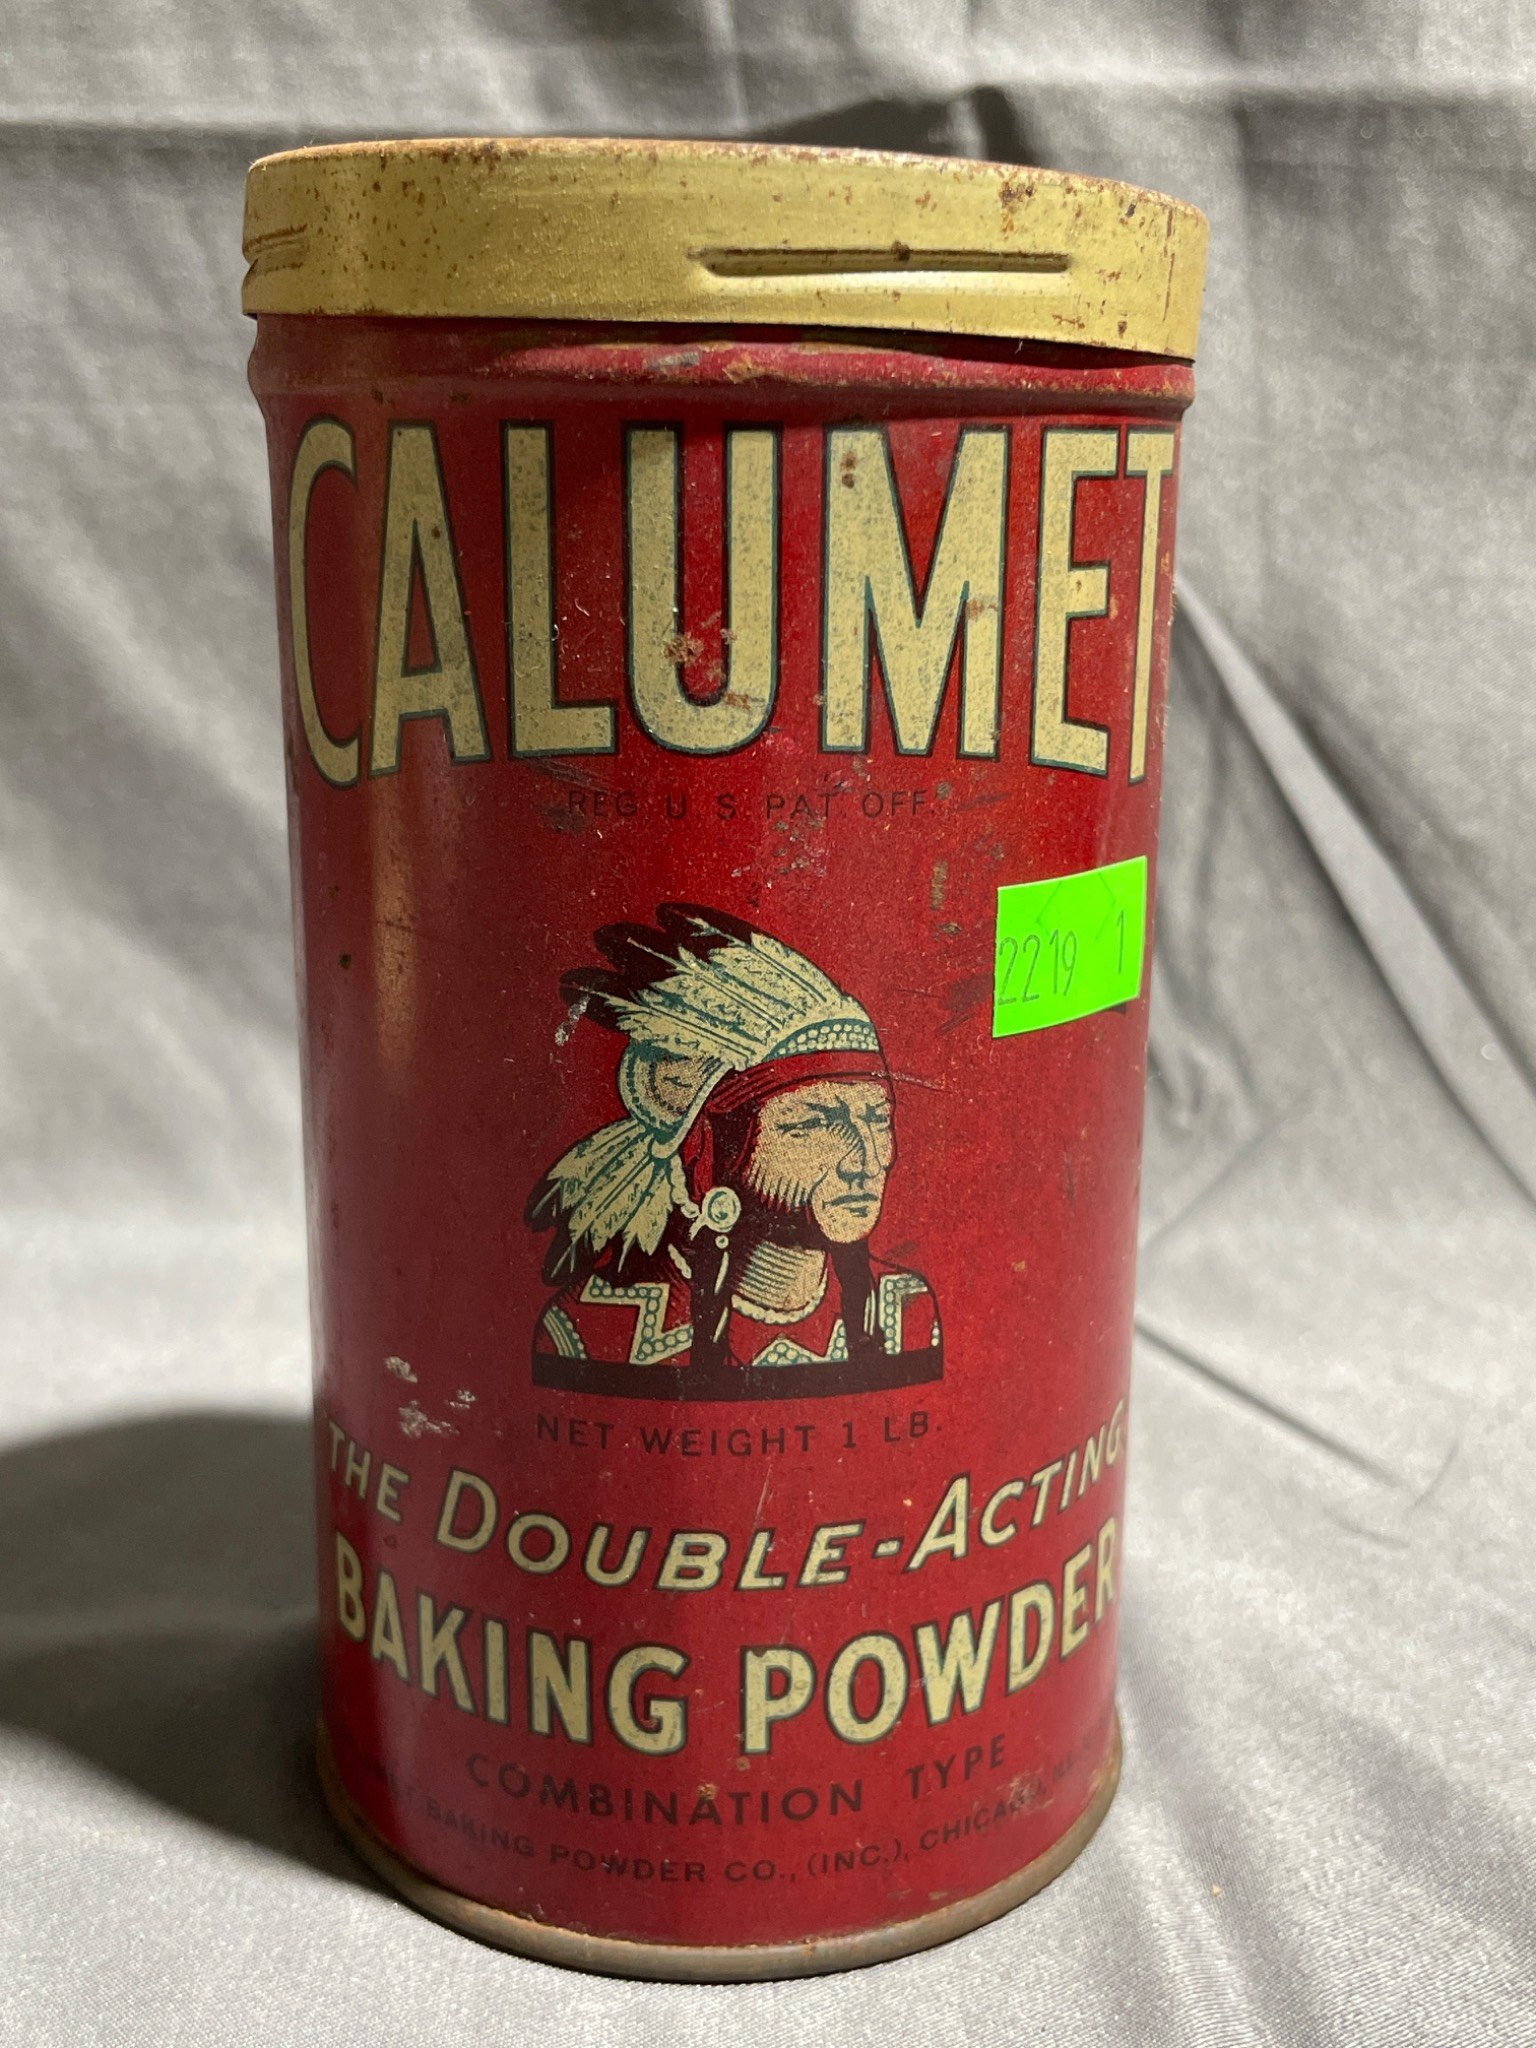 CALUMET
REG. U. S. PAT. OFF.
2219 1
NET WEIGHT 1 LB.
THE DOUBLE-ACTING
BAKING POWDER
COMBINATION TYPE
BAKING POWDER CO., (INC.), CHICAGO, ILL.